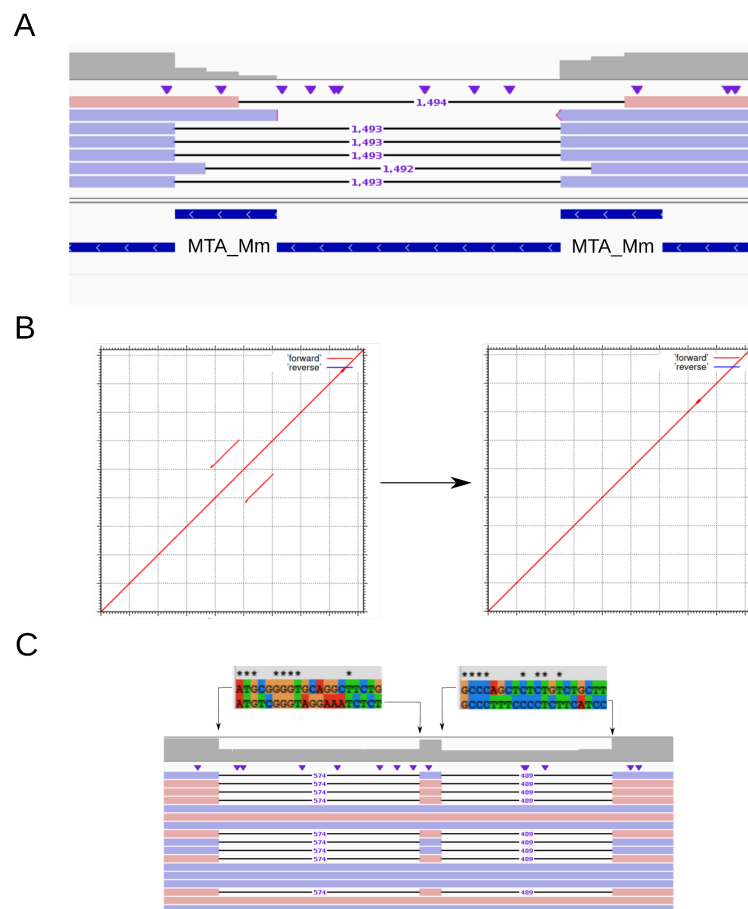 A
1,494
1,493
1,493
1,493
1,492
1,493
MTA_Mm MTA_Mm
B
'forward' 'forward'
'reverse' 'reverse'
C
*** **** * **** * ** *
ATGCGGGGTGCAGGCTTCTG GCCCAGCTCTCTGTCTGCTT
ATGTCGGGTAGGAAATCTCT GCCCTTTCCCCTCTTCATCC
574 489
574 489
574 489
574 489
574 489
574 489
574 489
574 489
574 489